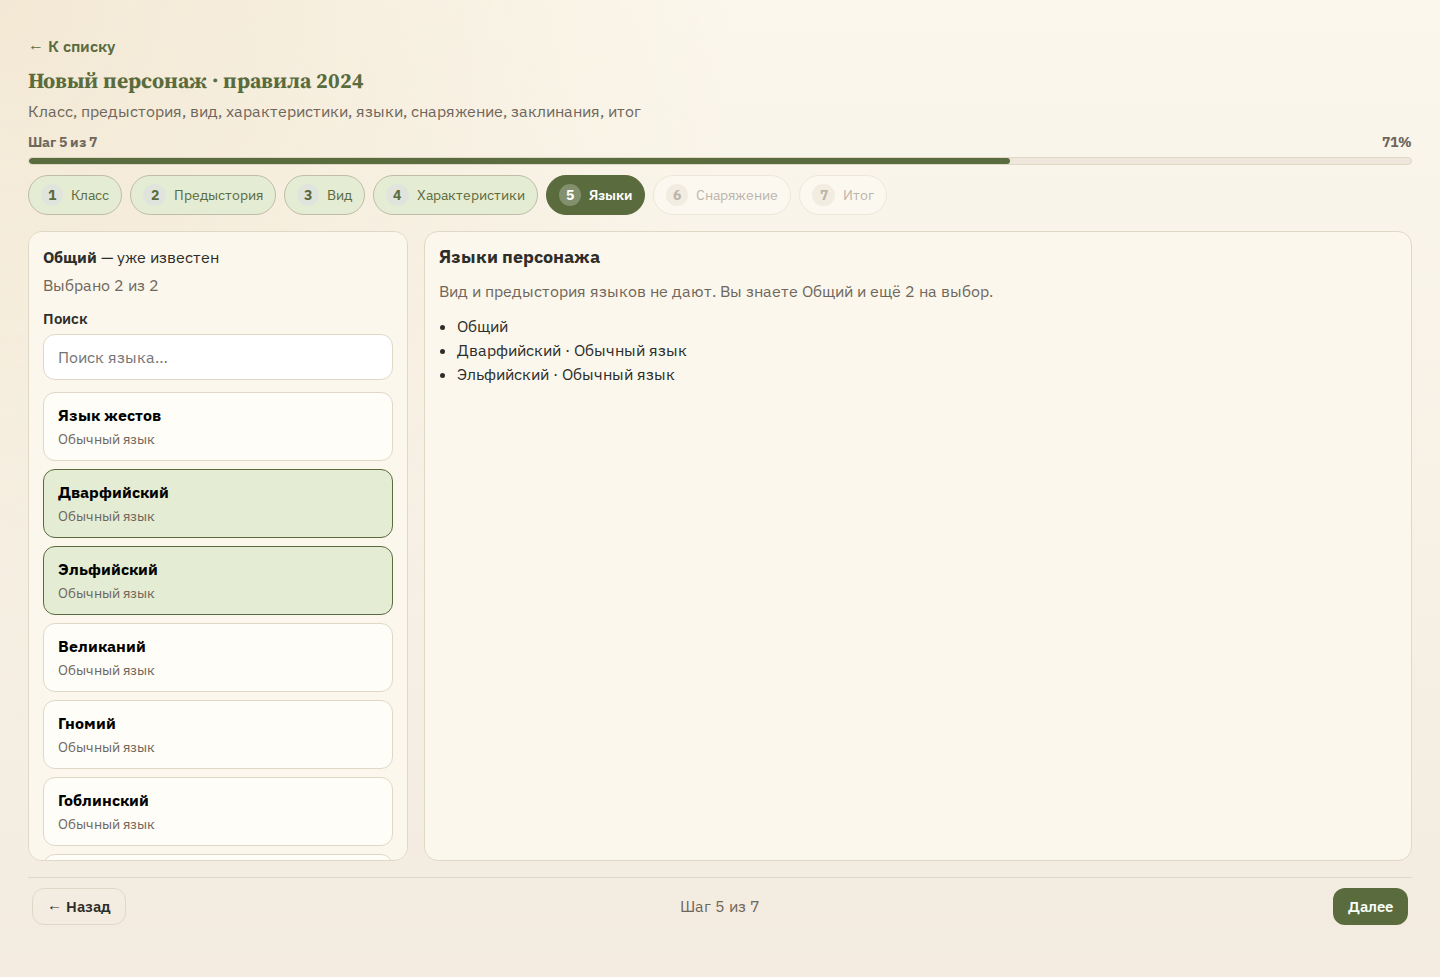 ← К списку
Новый персонаж · правила 2024
Класс, предыстория, вид, характеристики, языки, снаряжение, заклинания, итог
Шаг 5 из 7
71%
1 Класс
2 Предыстория
3 Вид
4 Характеристики
5 Языки
6 Снаряжение
7 Итог
Общий — уже известен
Выбрано 2 из 2
Поиск
Поиск языка...
Язык жестов
Обычный язык
Дварфийский
Обычный язык
Эльфийский
Обычный язык
Великаний
Обычный язык
Гномий
Обычный язык
Гоблинский
Обычный язык
Языки персонажа
Вид и предыстория языков не дают. Вы знаете Общий и ещё 2 на выбор.
• Общий
• Дварфийский · Обычный язык
• Эльфийский · Обычный язык
← Назад
Шаг 5 из 7
Далее